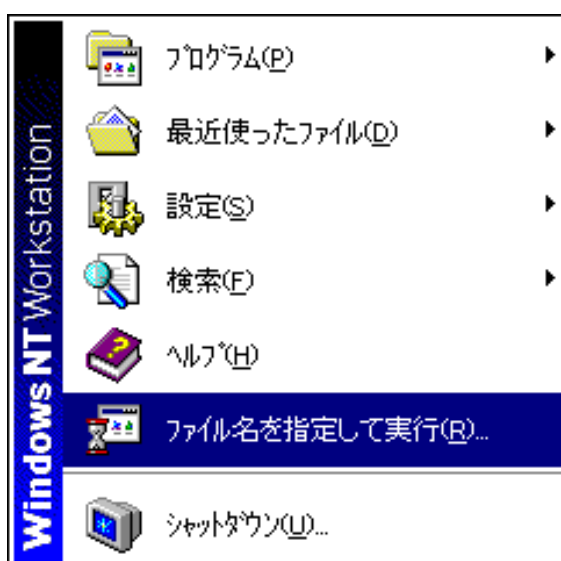 Windows NT Workstation
ﾌﾟﾛｸﾞﾗﾑ(P)
最近使ったﾌｧｲﾙ(D)
設定(S)
検索(F)
ﾍﾙﾌﾟ(H)
ﾌｧｲﾙ名を指定して実行(R)...
ｼｬｯﾄﾀﾞｳﾝ(U)...